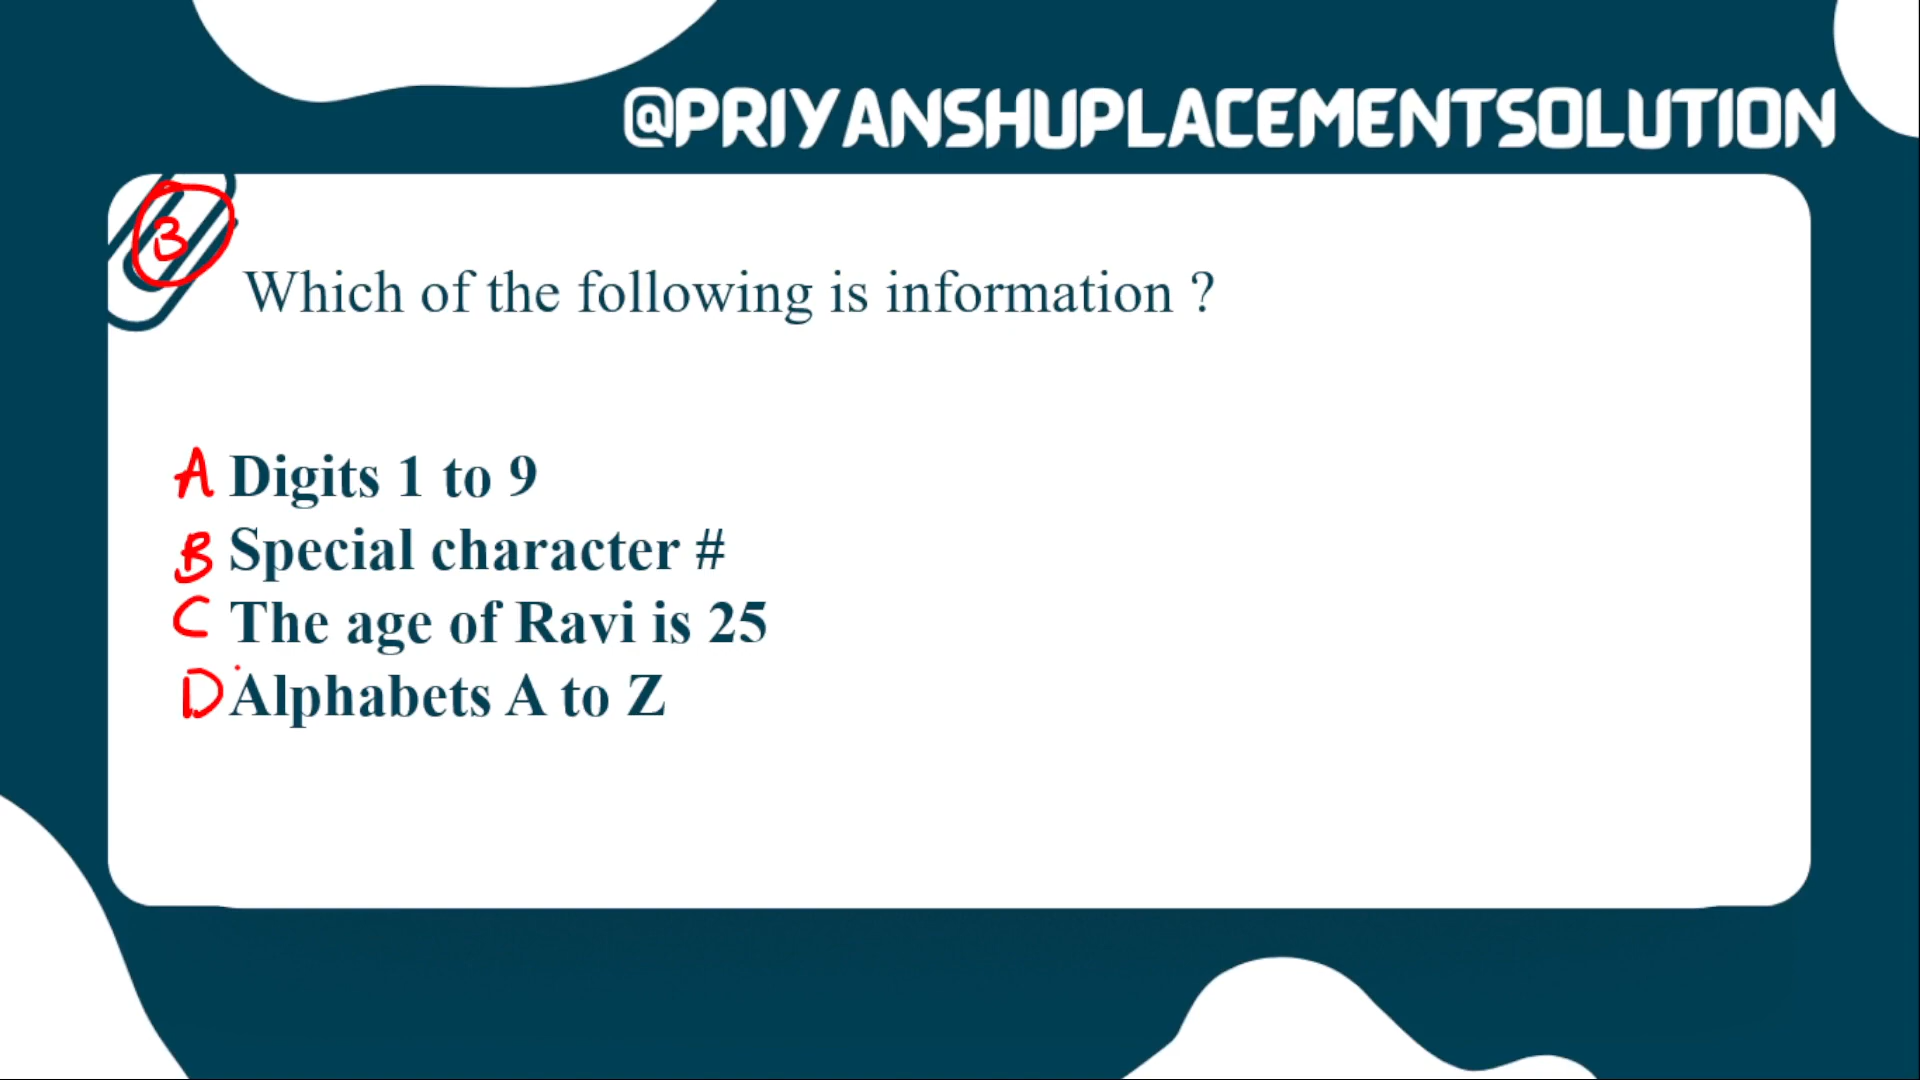 @PRIYANSHUPLACEMENTSOLUTION
3
Which of the following is information ?
A Digits 1 to 9
B Special character #
C The age of Ravi is 25
D Alphabets A to Z